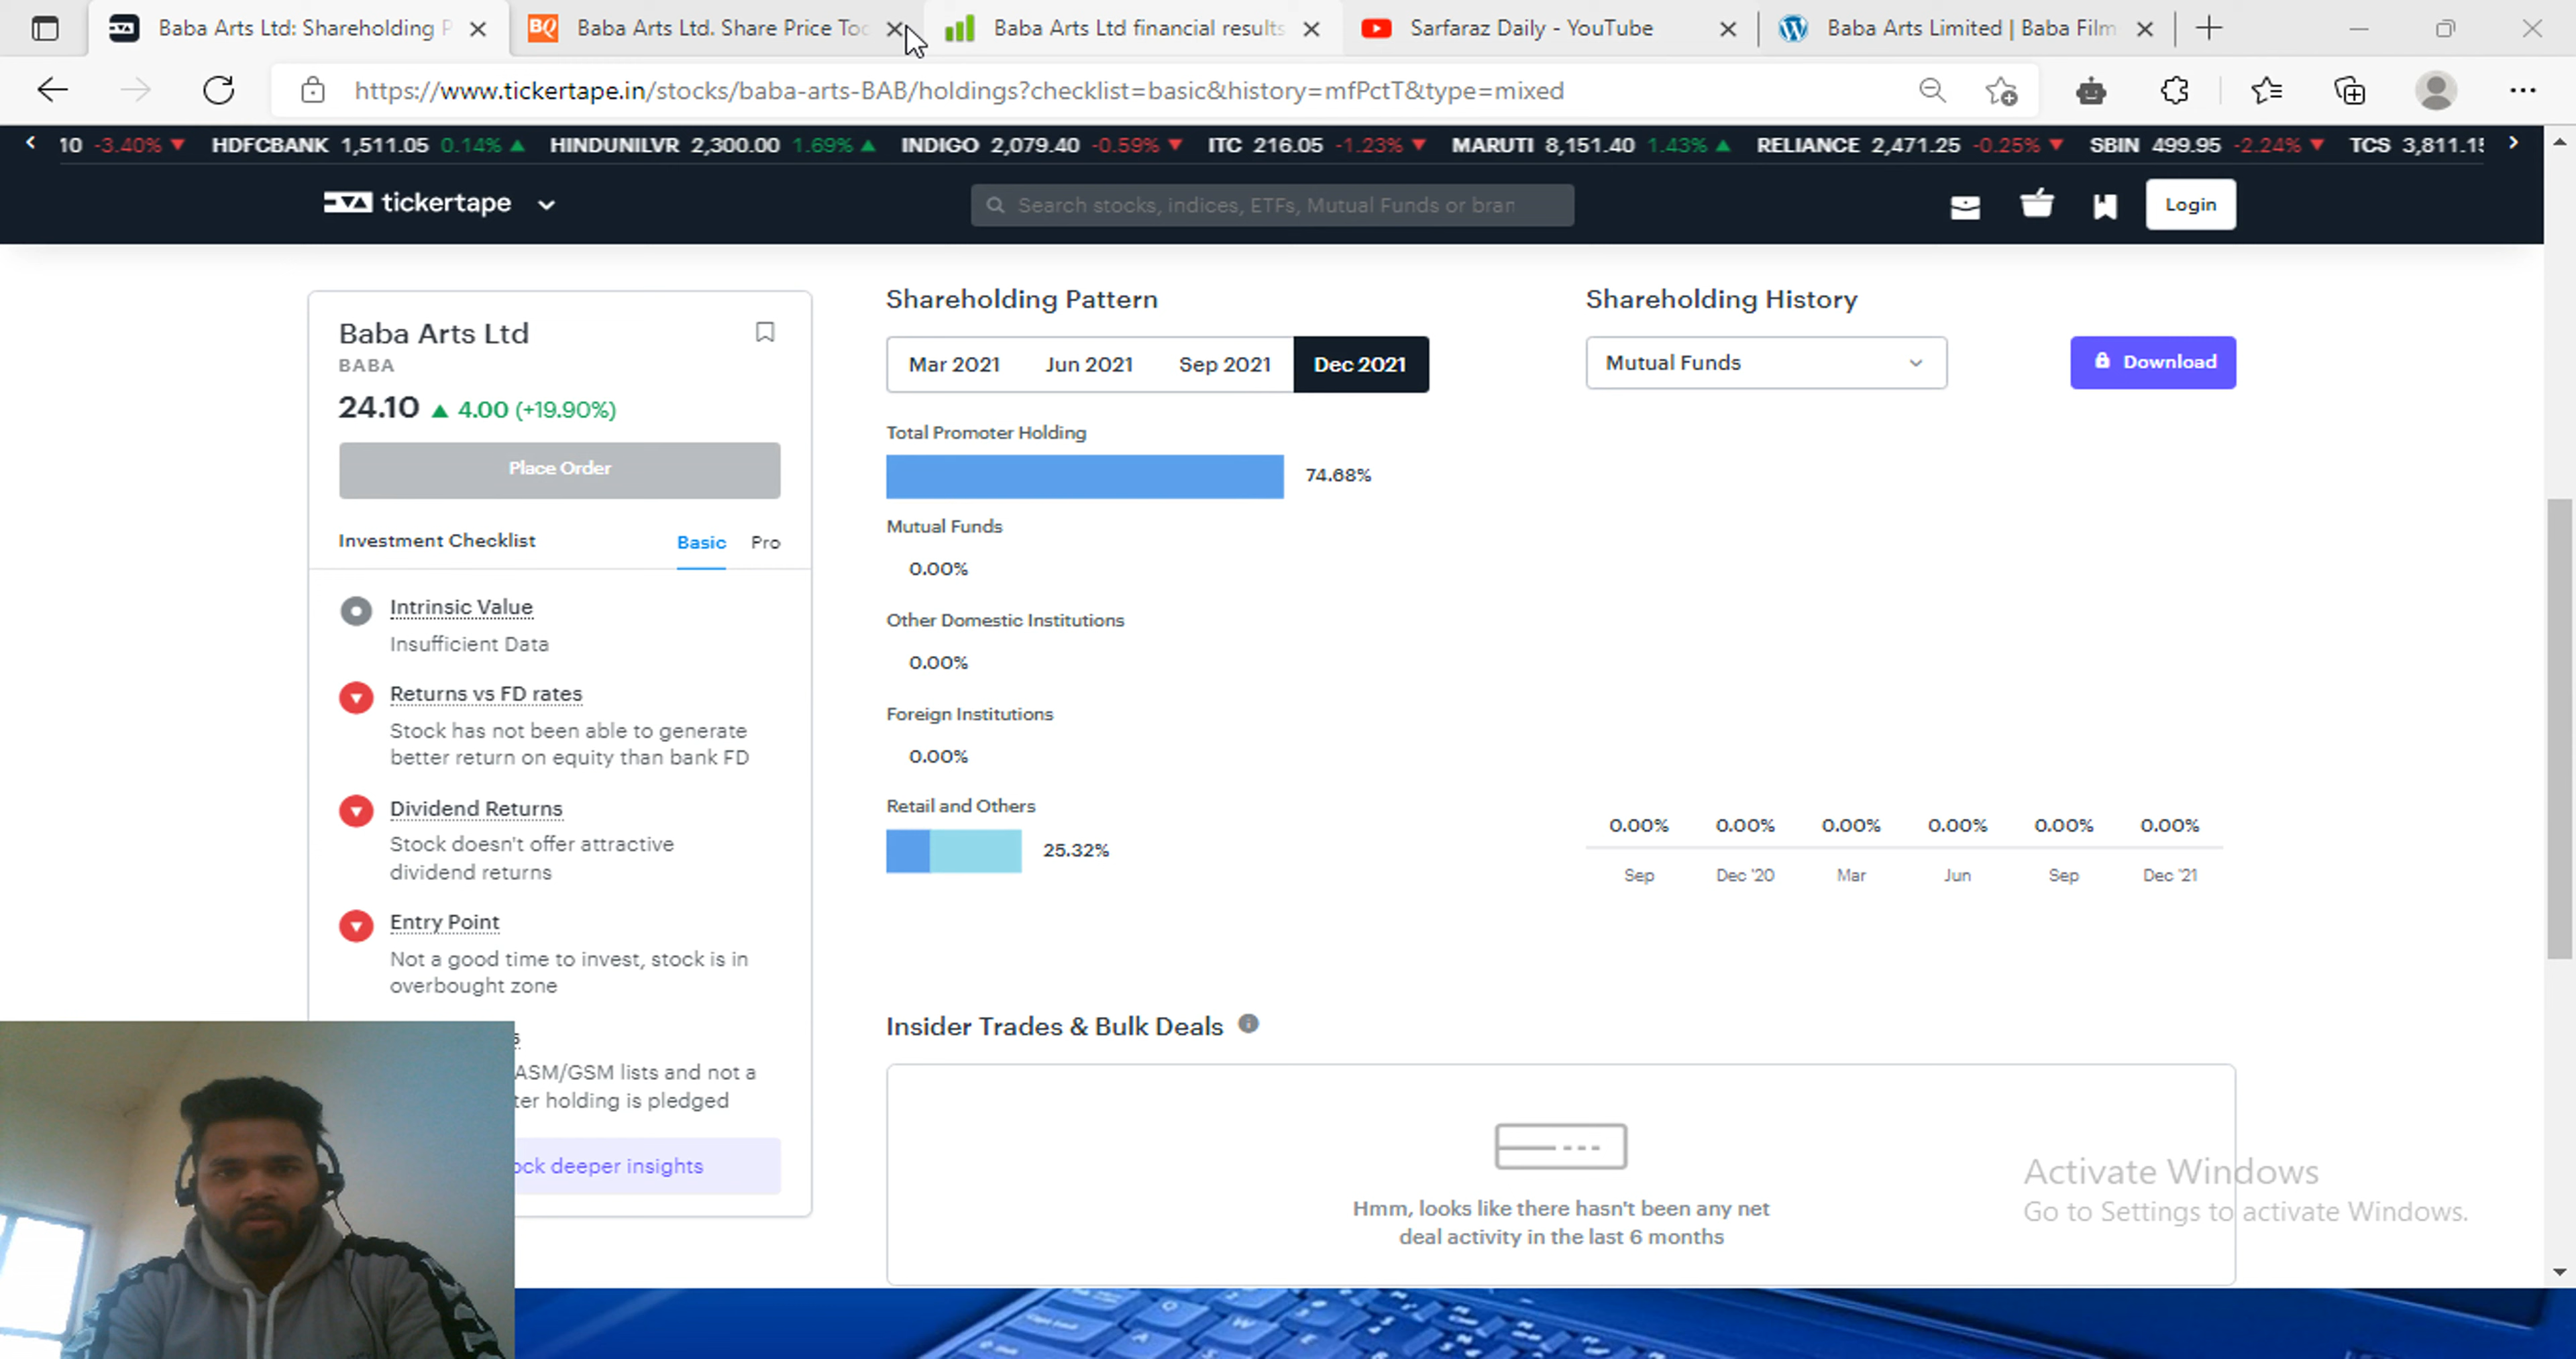 Baba Arts Ltd: Shareholding P
BQ Baba Arts Ltd. Share Price Too
Baba Arts Ltd financial results
Sarfaraz Daily - YouTube
Baba Arts Limited | Baba Film
https://www.tickertape.in/stocks/baba-arts-BAB/holdings?checklist=basic&history=mfPctT&type=mixed
10 -3.40% ▼ HDFCBANK 1,511.05 0.14% ▲ HINDUNILVR 2,300.00 1.69% ▲ INDIGO 2,079.40 -0.59% ▼ ITC 216.05 -1.23% ▼ MARUTI 8,151.40 1.43% ▲ RELIANCE 2,471.25 -0.25% ▼ SBIN 499.95 -2.24% ▼ TCS 3,811.15
tickertape
Search stocks, indices, ETFs, Mutual Funds or bran
Login
Baba Arts Ltd
BABA
24.10 ▲ 4.00 (+19.90%)
Place Order
Investment Checklist Basic Pro
Intrinsic Value
Insufficient Data
Returns vs FD rates
Stock has not been able to generate
better return on equity than bank FD
Dividend Returns
Stock doesn't offer attractive
dividend returns
Entry Point
Not a good time to invest, stock is in
overbought zone
s
ASM/GSM lists and not a
ter holding is pledged
ock deeper insights
Shareholding Pattern
Mar 2021 Jun 2021 Sep 2021 Dec 2021
Total Promoter Holding
74.68%
Mutual Funds
0.00%
Other Domestic Institutions
0.00%
Foreign Institutions
0.00%
Retail and Others
25.32%
Shareholding History
Mutual Funds
Download
0.00% 0.00% 0.00% 0.00% 0.00% 0.00%
Sep Dec '20 Mar Jun Sep Dec '21
Insider Trades & Bulk Deals
Hmm, looks like there hasn't been any net
deal activity in the last 6 months
Activate Windows
Go to Settings to activate Windows.